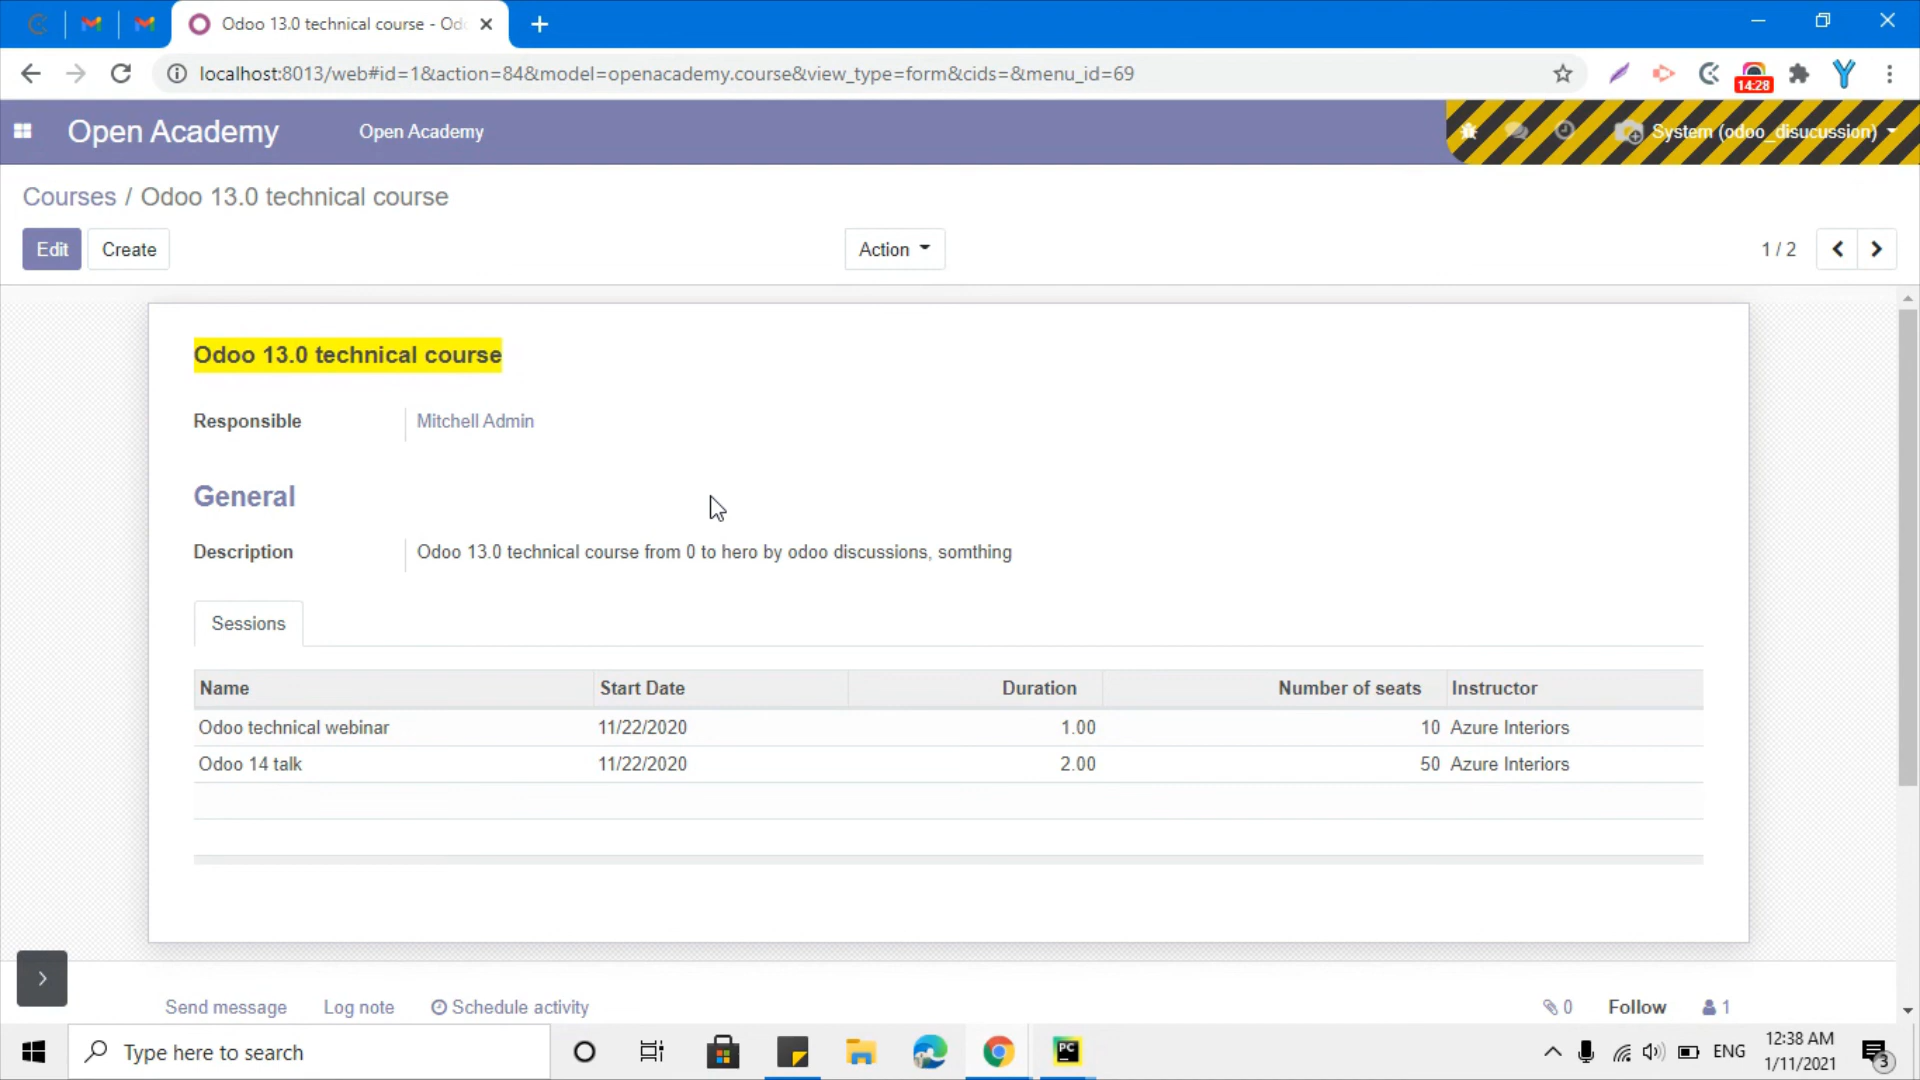 Odoo 13.0 technical course - Od
localhost:8013/web#id=1&action=84&model=openacademy.course&view_type=form&cids=&menu_id=69
14:28
Open Academy
Open Academy
System (odoo_disucussion)
Courses / Odoo 13.0 technical course
Edit
Create
Action
1 / 2
Odoo 13.0 technical course
Responsible
Mitchell Admin
General
Description
Odoo 13.0 technical course from 0 to hero by odoo discussions, somthing
Sessions
Name Start Date Duration Number of seats Instructor
Odoo technical webinar 11/22/2020 1.00 10 Azure Interiors
Odoo 14 talk 11/22/2020 2.00 50 Azure Interiors
Send message
Log note
Schedule activity
0
Follow
1
Type here to search
PC
ENG
12:38 AM
1/11/2021
3